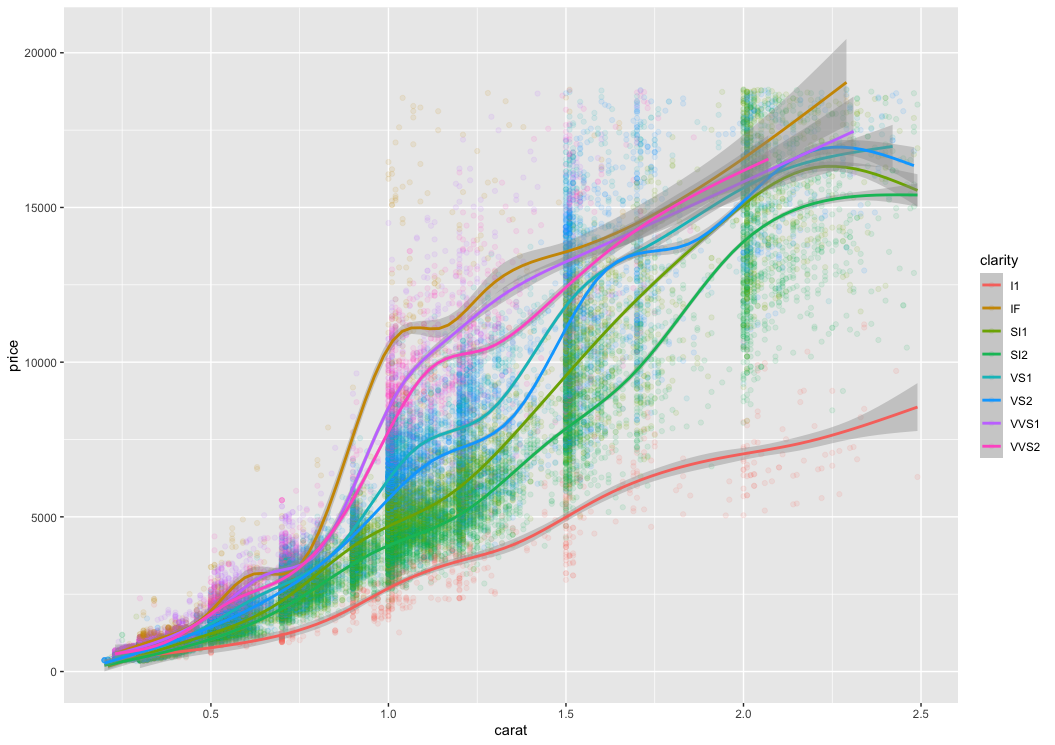 20000
15000
10000
5000
0
price
0.5
1.0
1.5
2.0
2.5
carat
clarity
I1
IF
SI1
SI2
VS1
VS2
VVS1
VVS2